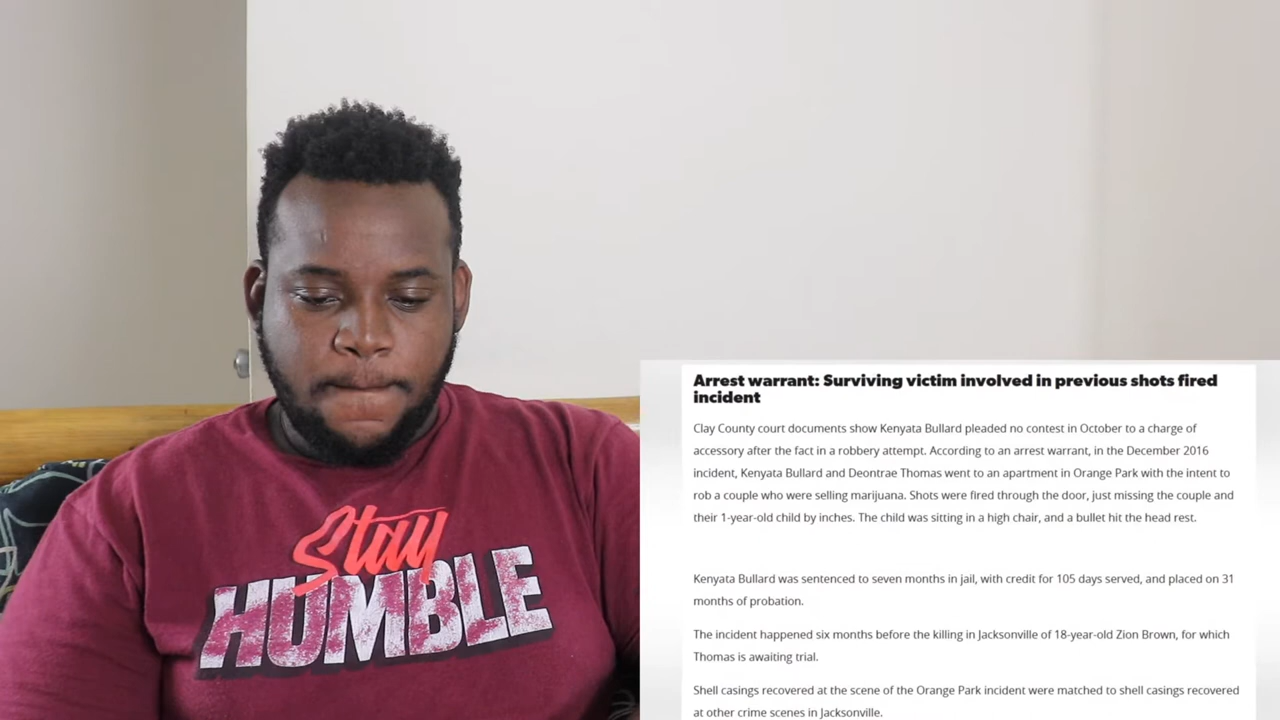 Stay
HUMBLE
Arrest warrant: Surviving victim involved in previous shots fired
incident
Clay County court documents show Kenyata Bullard pleaded no contest in October to a charge of
accessory after the fact in a robbery attempt. According to an arrest warrant, in the December 2016
incident, Kenyata Bullard and Deontrae Thomas went to an apartment in Orange Park with the intent to
rob a couple who were selling marijuana. Shots were fired through the door, just missing the couple and
their 1-year-old child by inches. The child was sitting in a high chair, and a bullet hit the head rest.
Kenyata Bullard was sentenced to seven months in jail, with credit for 105 days served, and placed on 31
months of probation.
The incident happened six months before the killing in Jacksonville of 18-year-old Zion Brown, for which
Thomas is awaiting trial.
Shell casings recovered at the scene of the Orange Park incident were matched to shell casings recovered
at other crime scenes in Jacksonville.